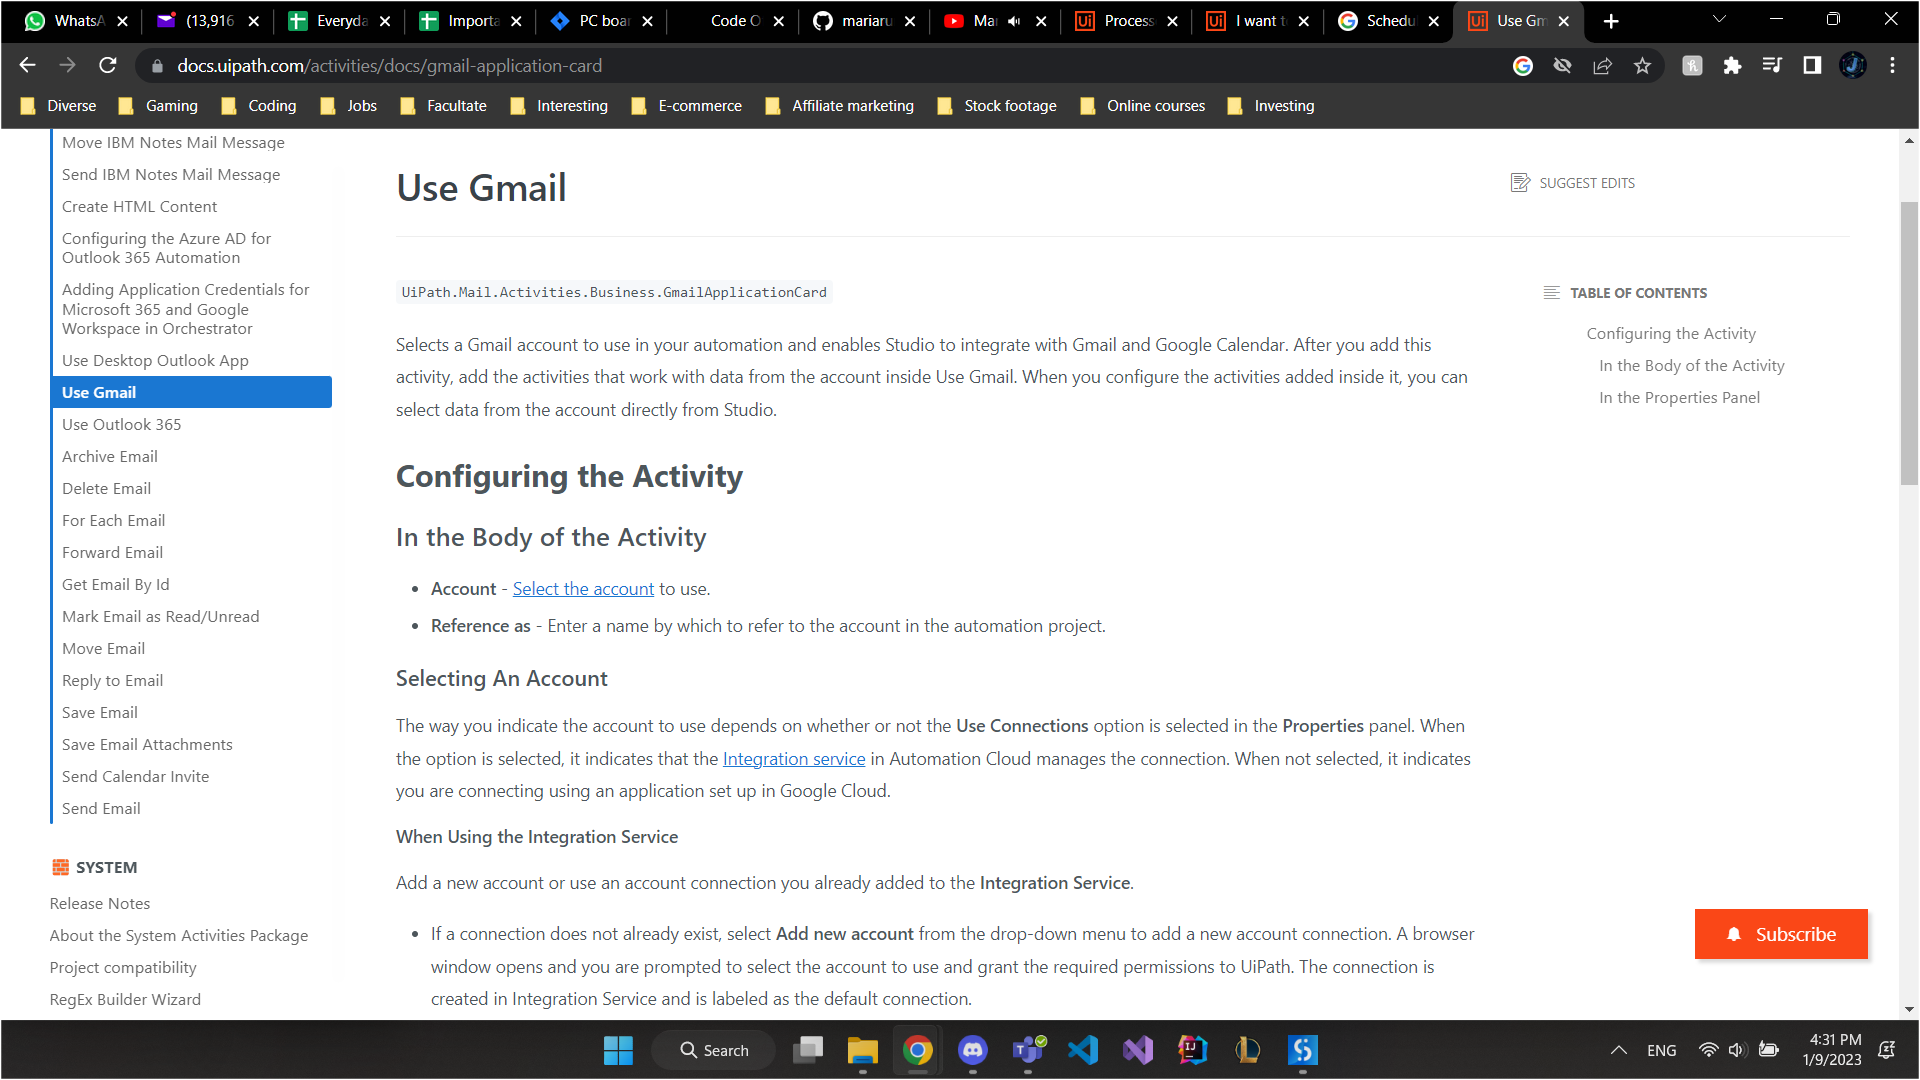 WhatsA
(13,916
Everyda
Importa
PC boar
Code O
mariaru
Ma
Process
I want t
Schedul
Use Gm
docs.uipath.com/activities/docs/gmail-application-card
Diverse
Gaming
Coding
Jobs
Facultate
Interesting
E-commerce
Affiliate marketing
Stock footage
Online courses
Investing
Move IBM Notes Mail Message
Send IBM Notes Mail Message
Create HTML Content
Configuring the Azure AD for
Outlook 365 Automation
Adding Application Credentials for
Microsoft 365 and Google
Workspace in Orchestrator
Use Desktop Outlook App
Use Gmail
Use Outlook 365
Archive Email
Delete Email
For Each Email
Forward Email
Get Email By Id
Mark Email as Read/Unread
Move Email
Reply to Email
Save Email
Save Email Attachments
Send Calendar Invite
Send Email
SYSTEM
Release Notes
About the System Activities Package
Project compatibility
RegEx Builder Wizard
Use Gmail
SUGGEST EDITS
UiPath.Mail.Activities.Business.GmailApplicationCard
Selects a Gmail account to use in your automation and enables Studio to integrate with Gmail and Google Calendar. After you add this
activity, add the activities that work with data from the account inside Use Gmail. When you configure the activities added inside it, you can
select data from the account directly from Studio.
Configuring the Activity
In the Body of the Activity
• Account - Select the account to use.
• Reference as - Enter a name by which to refer to the account in the automation project.
Selecting An Account
The way you indicate the account to use depends on whether or not the Use Connections option is selected in the Properties panel. When
the option is selected, it indicates that the Integration service in Automation Cloud manages the connection. When not selected, it indicates
you are connecting using an application set up in Google Cloud.
When Using the Integration Service
Add a new account or use an account connection you already added to the Integration Service.
• If a connection does not already exist, select Add new account from the drop-down menu to add a new account connection. A browser
window opens and you are prompted to select the account to use and grant the required permissions to UiPath. The connection is
created in Integration Service and is labeled as the default connection.
TABLE OF CONTENTS
Configuring the Activity
In the Body of the Activity
In the Properties Panel
Subscribe
Search
ENG
4:31 PM
1/9/2023